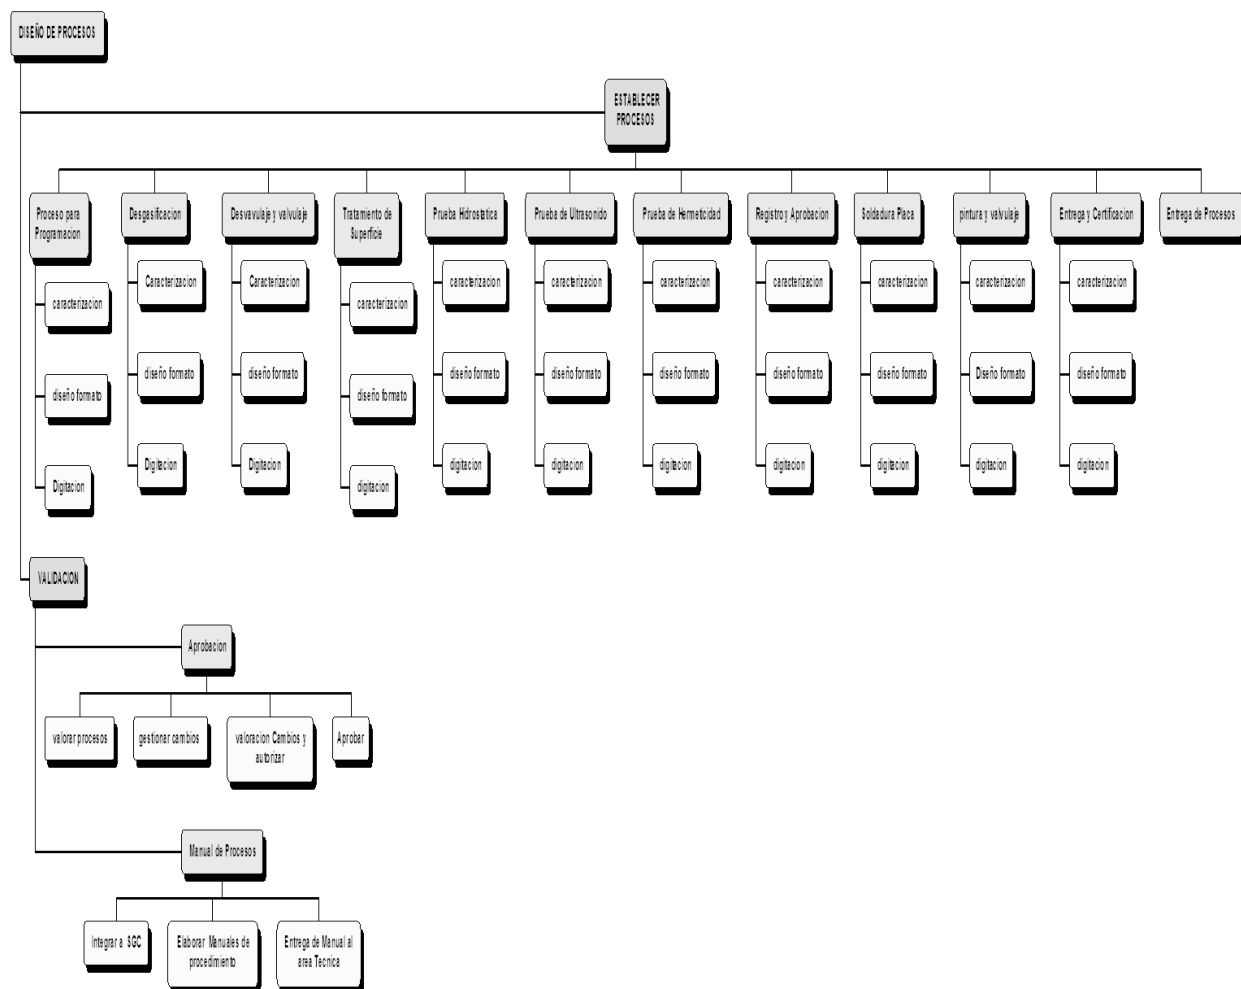 DISEÑO DE PROCESOS
ESTABLECER
PROCESOS
Proceso para
Programacion
caracterizacion
diseño formato
Digitacion
Desgasificacion
Caracterizacion
diseño formato
Digitacion
Desvavulaje y valvulaje
Caracterizacion
diseño formato
Digitacion
Tratamiento de
Superficie
caracterizacion
diseño formato
digitacion
Prueba Hidrostatica
caracterizacion
diseño formato
digitacion
Prueba de Ultrasonido
caracterizacion
diseño formato
digitacion
Prueba de Hermeticidad
caracterizacion
diseño formato
digitacion
Registro y Aprobacion
caracterizacion
diseño formato
digitacion
Soldadura Placa
caracterizacion
diseño formato
digitacion
pintura y valvulaje
caracterizacion
Diseño formato
digitacion
Entrega y Certificacion
caracterizacion
diseño formato
digitacion
Entrega de Procesos
VALIDACION
Aprobacion
valorar procesos
gestionar cambios
valoracion Cambios y
autorizar
Aprobar
Manual de Procesos
Integrar a SGC
Elaborar Manuales de
procedimiento
Entrega de Manual al
area Tecnica